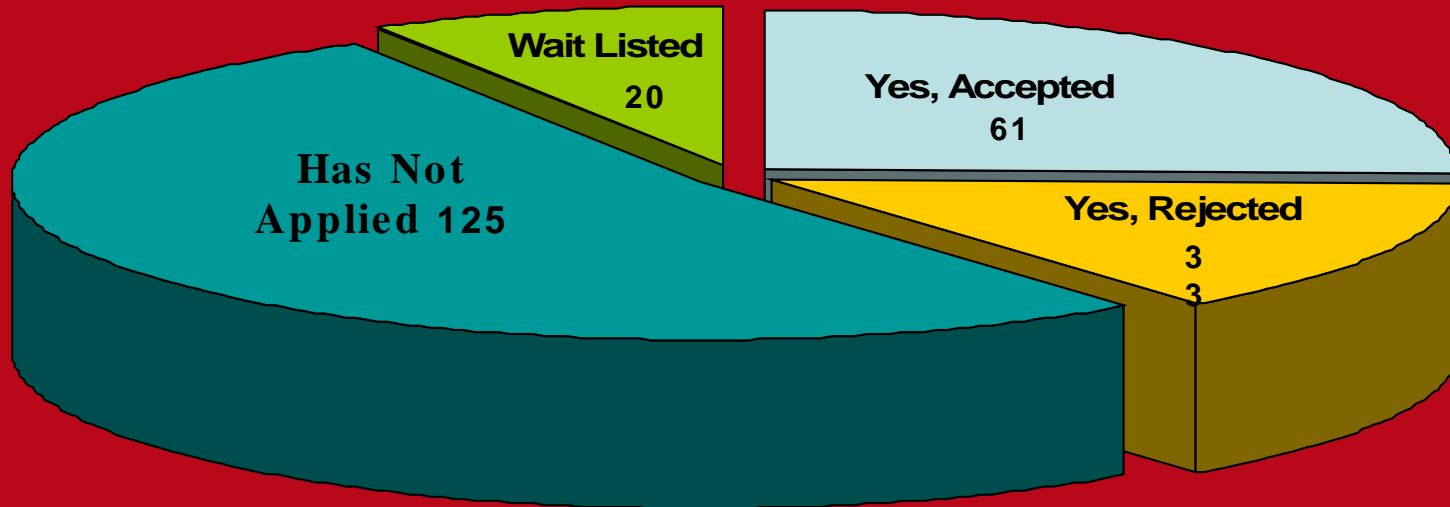 Wait Listed
20
Yes, Accepted
61
Has Not
Applied 125
Yes, Rejected
3
3